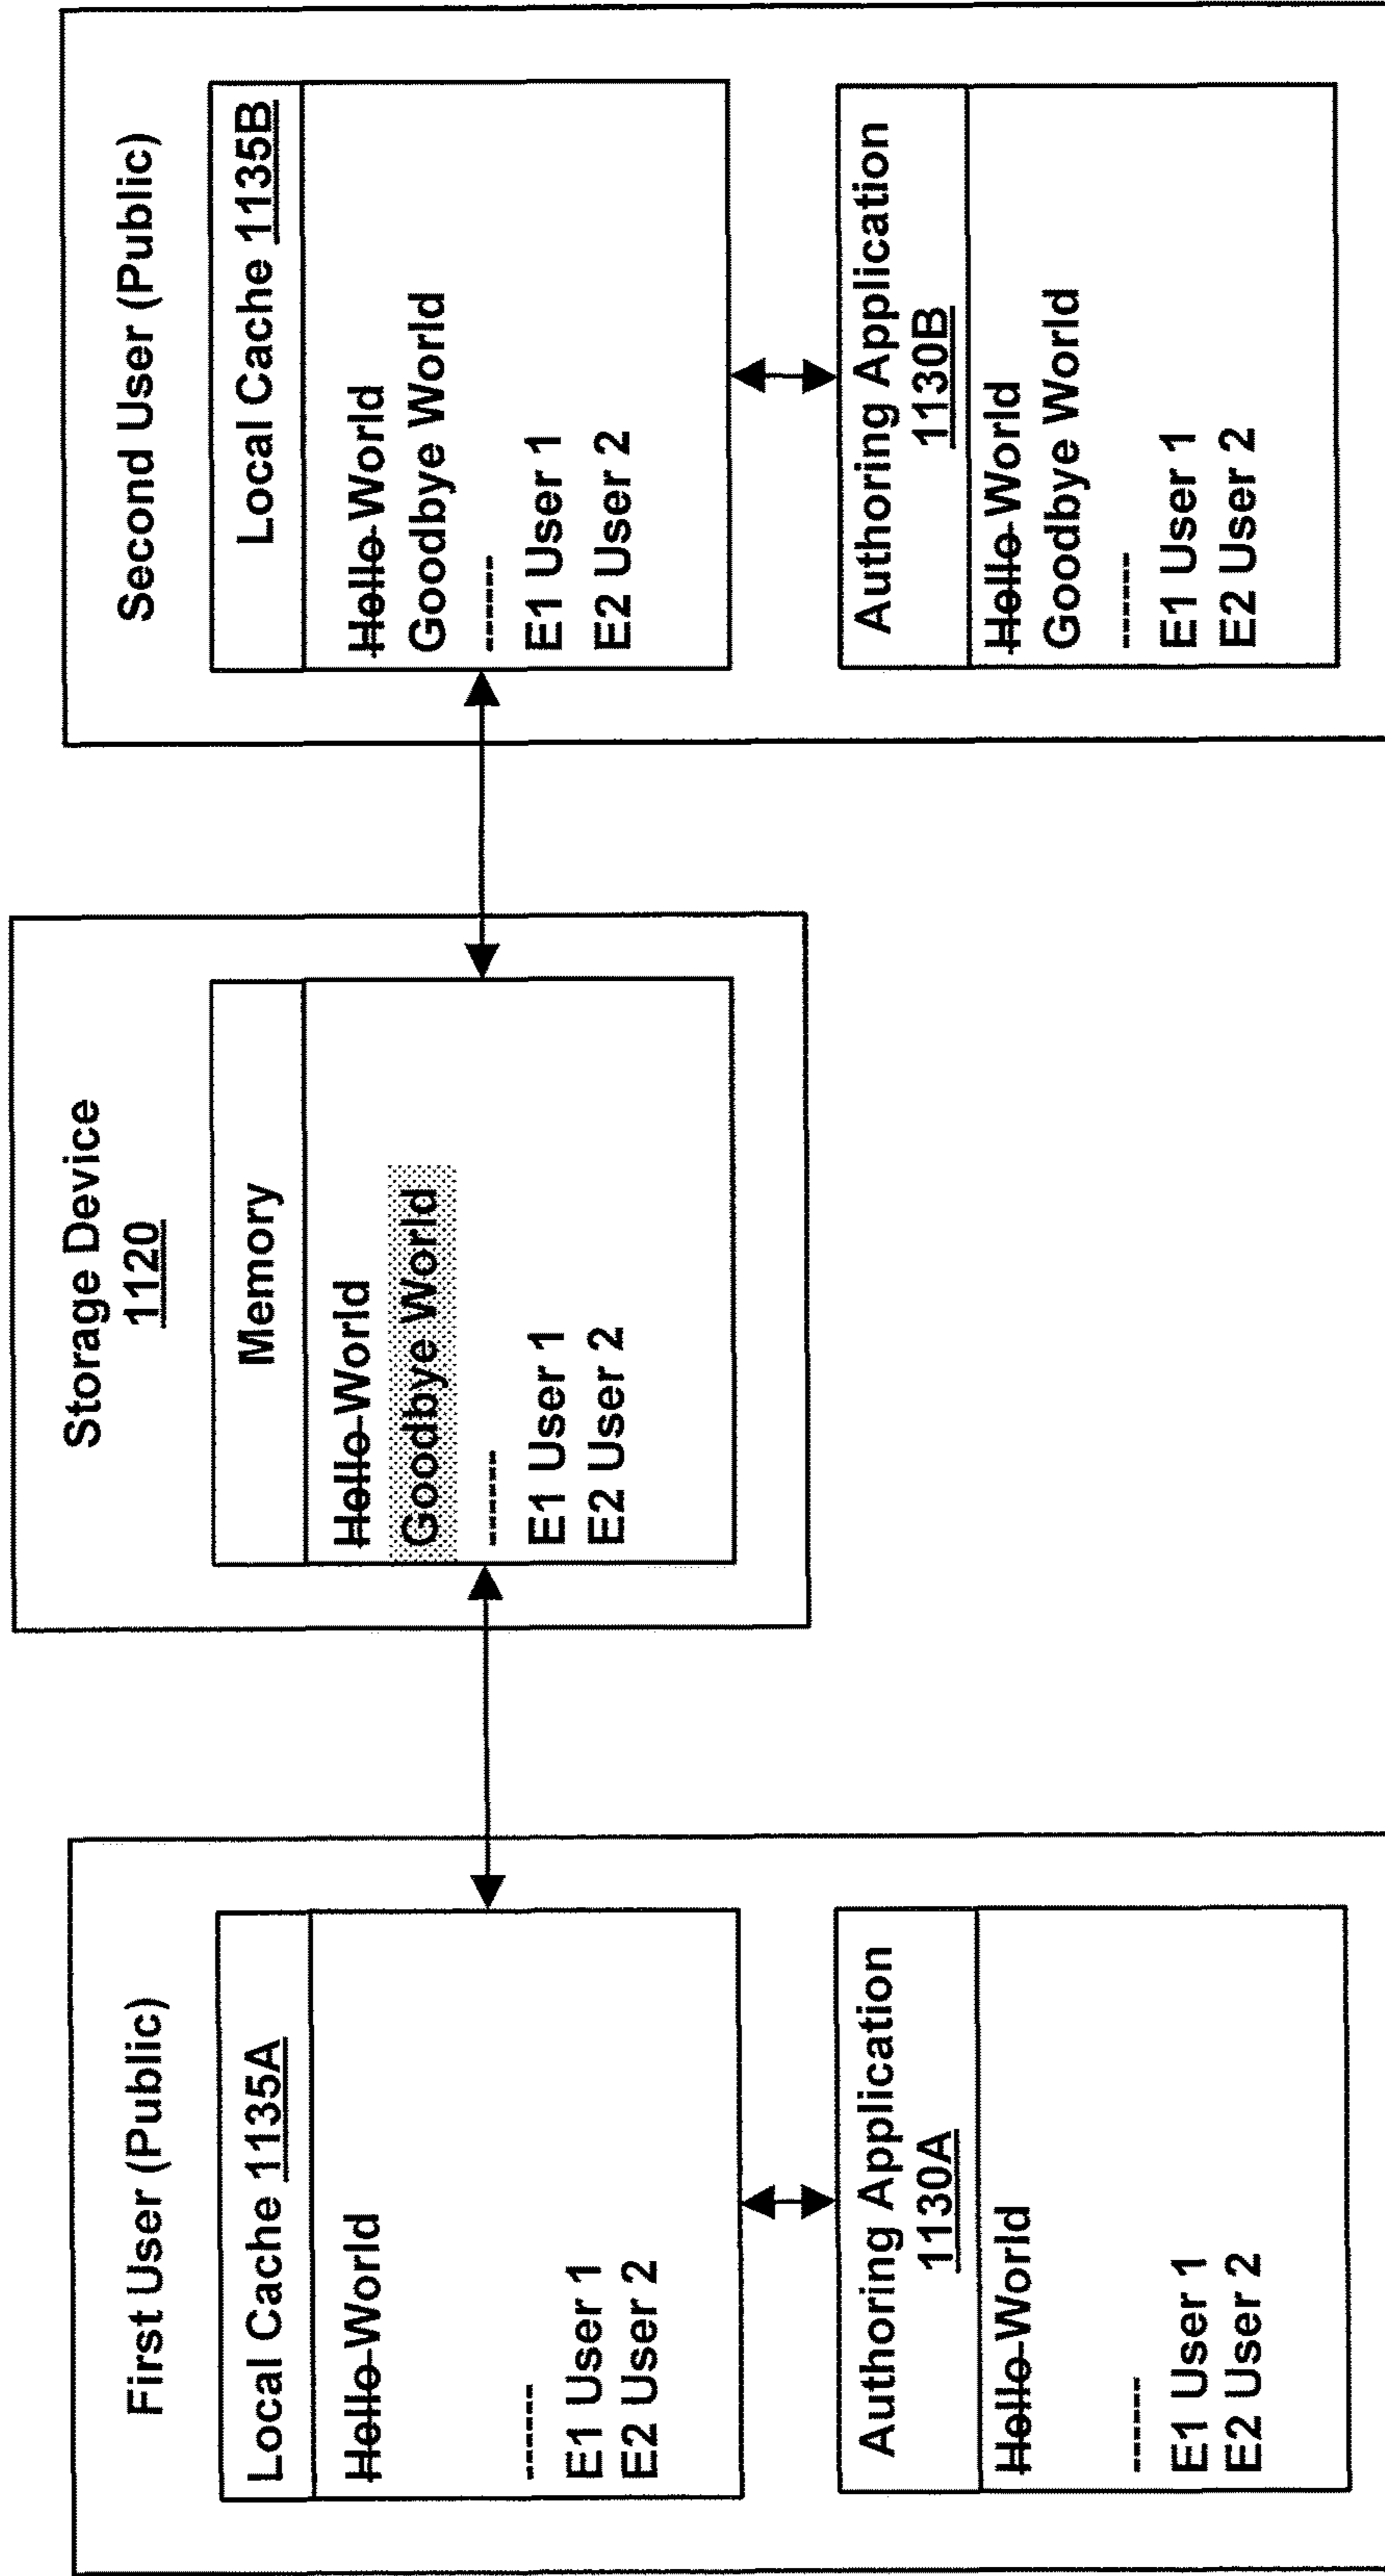 First User (Public)
Local Cache 1135A
Hello World
-----
E1 User 1
E2 User 2
Authoring Application
1130A
Hello World
-----
E1 User 1
E2 User 2
Storage Device
1120
Memory
Hello World
Goodbye World
-----
E1 User 1
E2 User 2
Second User (Public)
Local Cache 1135B
Hello World
Goodbye World
-----
E1 User 1
E2 User 2
Authoring Application
1130B
Hello World
Goodbye World
-----
E1 User 1
E2 User 2